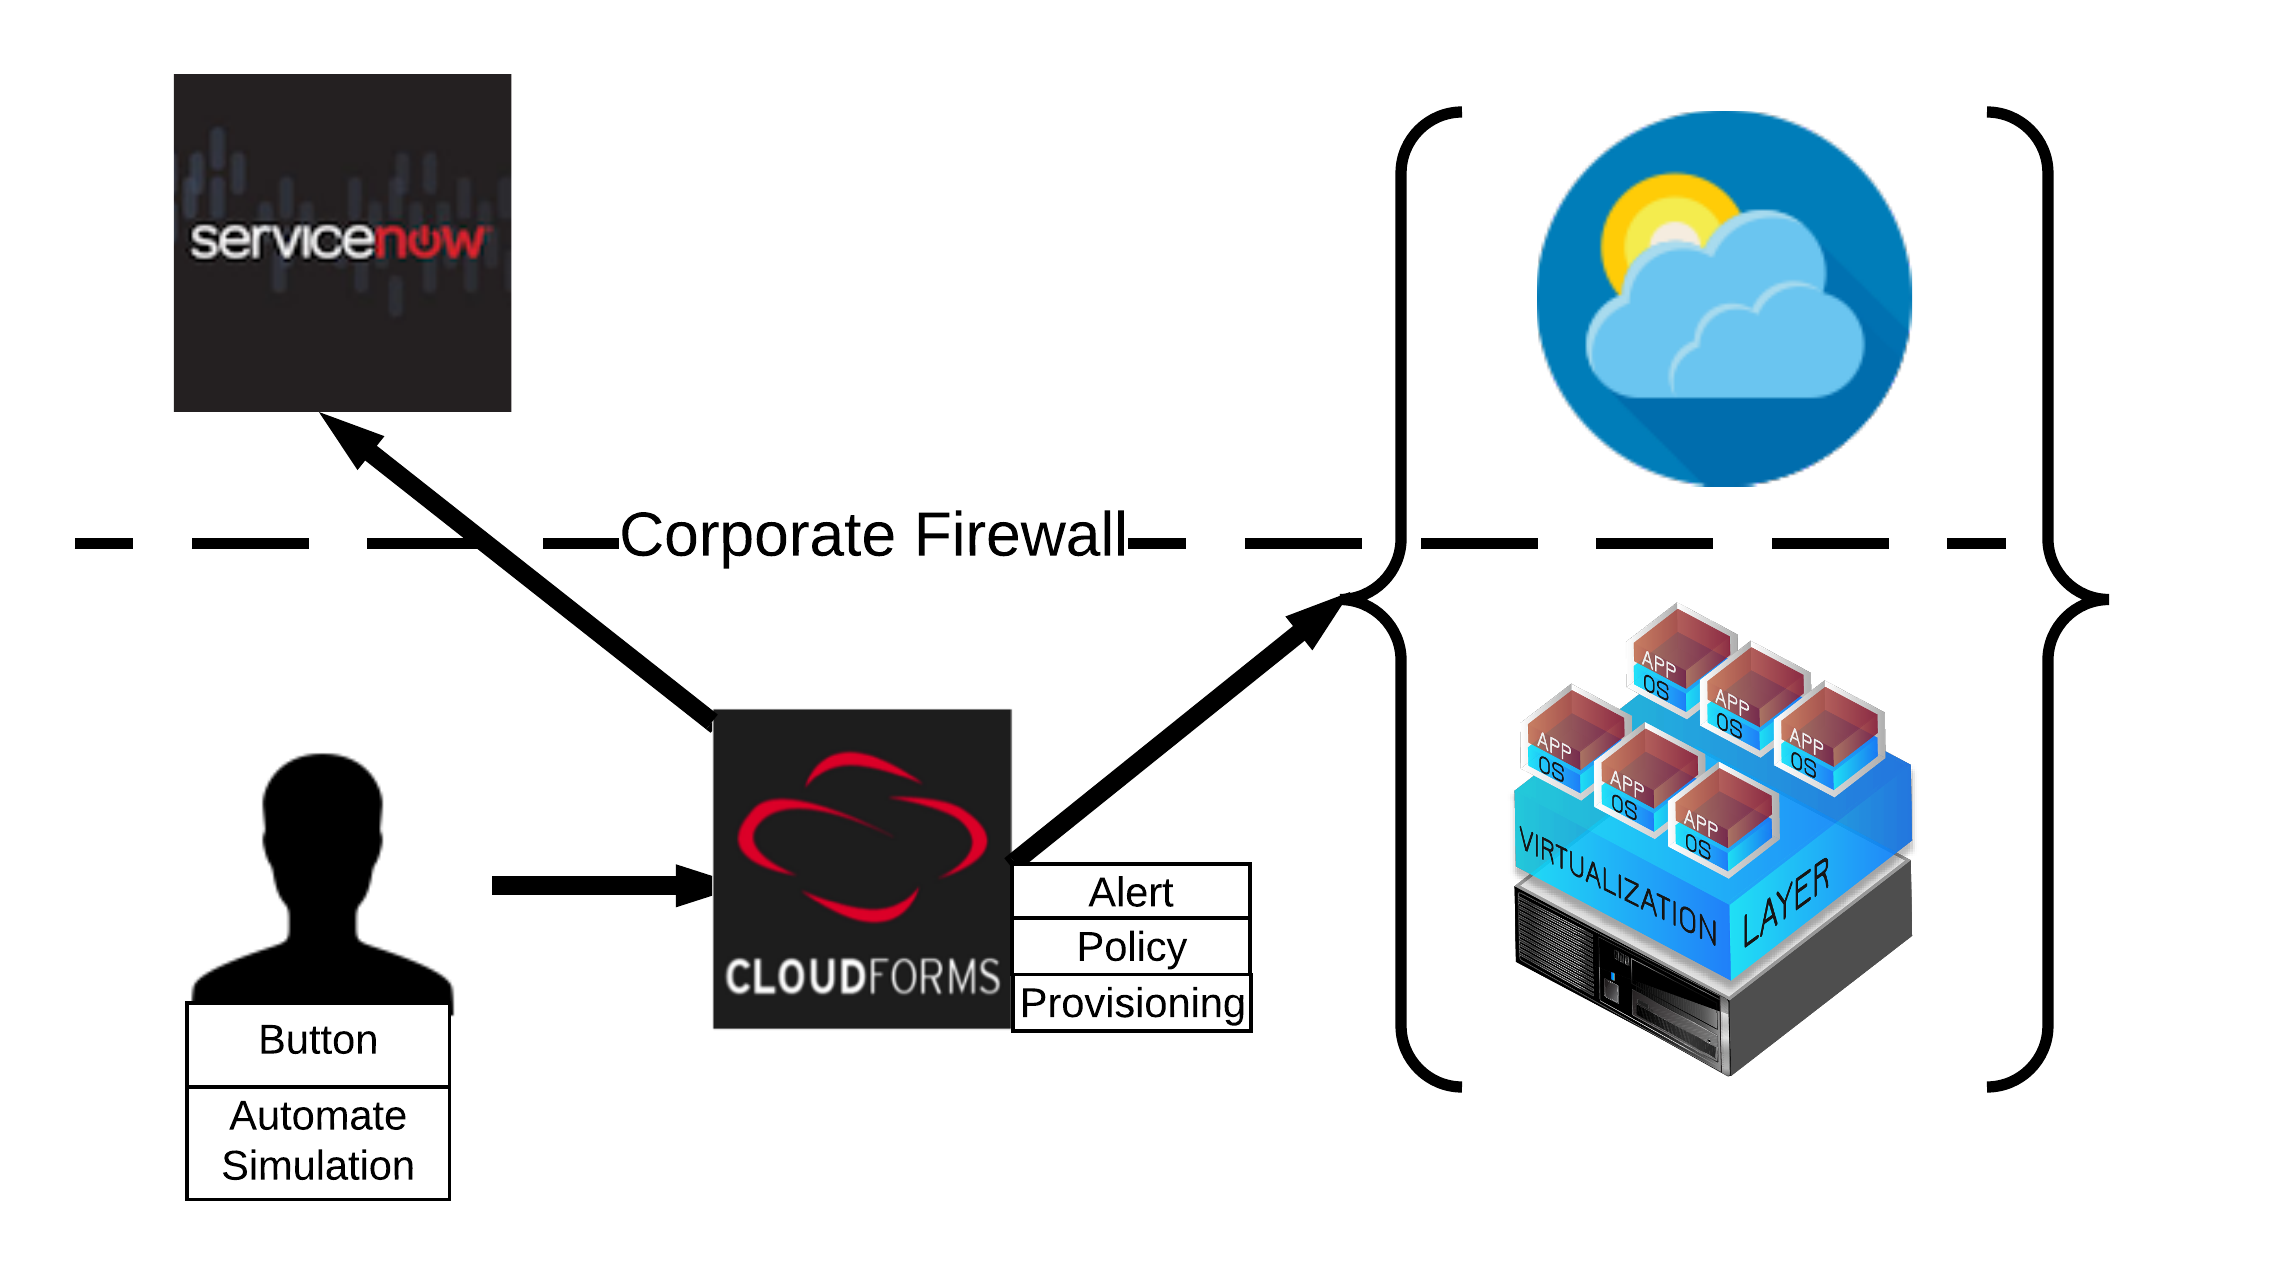 servicenow
Corporate Firewall
CLOUDFORMS
Alert
Policy
Provisioning
Button
Automate
Simulation
APP
OS
APP
OS
APP
OS
APP
OS
APP
OS
APP
OS
VIRTUALIZATION LAYER